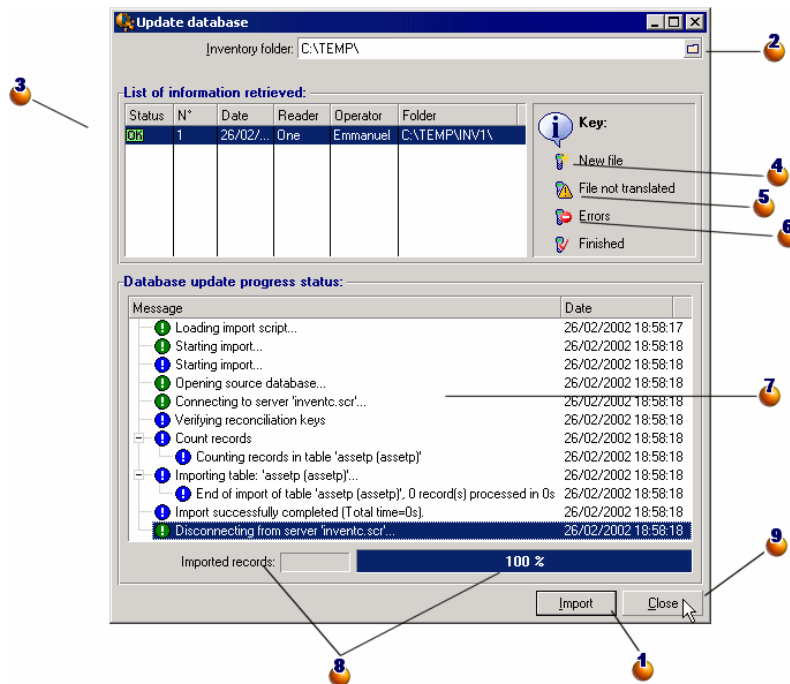 Update database
Inventory folder: C:\TEMP\
2
3
List of information retrieved:
Status N° Date Reader Operator Folder
OK 1 26/02/... One Emmanuel C:\TEMP\INV1\
Key:
New file
4
File not translated
5
Errors
6
Finished
Database update progress status:
Message Date
Loading import script... 26/02/2002 18:58:17
Starting import... 26/02/2002 18:58:18
Starting import... 26/02/2002 18:58:18
Opening source database... 26/02/2002 18:58:18
Connecting to server 'inventc.scr'... 26/02/2002 18:58:18
7
Verifying reconciliation keys 26/02/2002 18:58:18
Count records 26/02/2002 18:58:18
Counting records in table 'assetp (assetp)' 26/02/2002 18:58:18
Importing table: 'assetp (assetp)'... 26/02/2002 18:58:18
End of import of table 'assetp (assetp)', 0 record(s) processed in 0s 26/02/2002 18:58:18
Import successfully completed (Total time=0s). 26/02/2002 18:58:18
Disconnecting from server 'inventc.scr'... 26/02/2002 18:58:18
9
Imported records: 100 %
Import Close
8
1